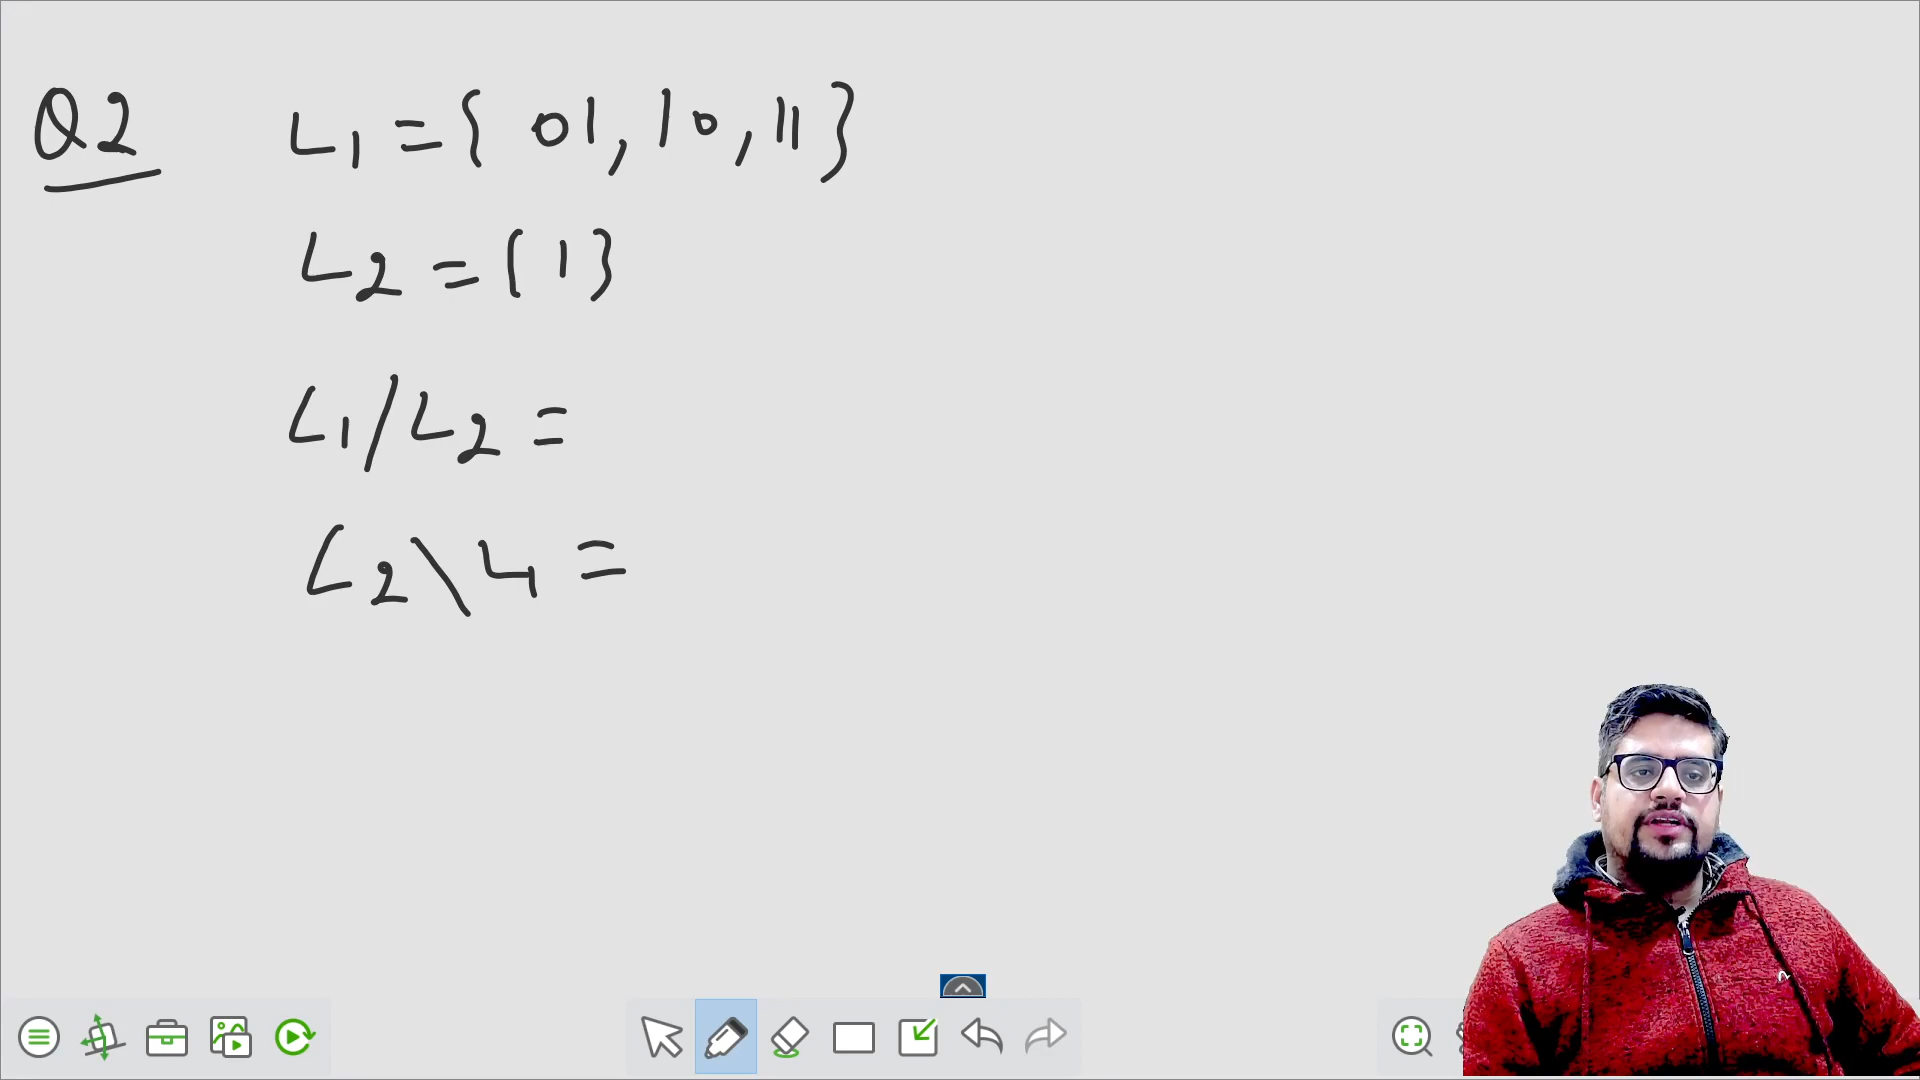 Q2 L1 = { 01, 10, 11 }
L2 = { 1 }
L1/L2 =
L2\L1 =